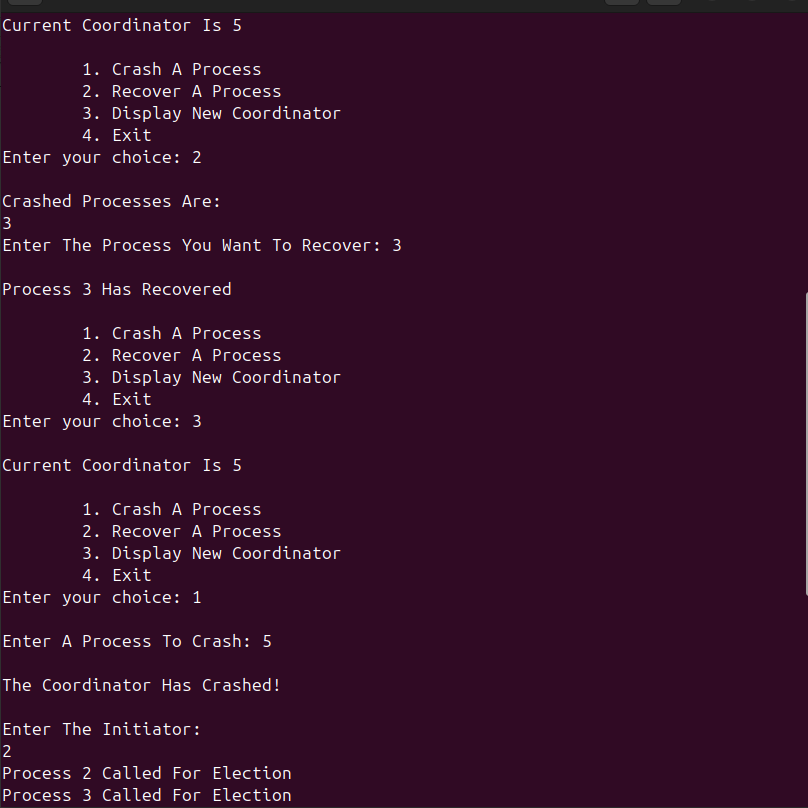 Current Coordinator Is 5
1. Crash A Process
2. Recover A Process
3. Display New Coordinator
4. Exit
Enter your choice: 2
Crashed Processes Are:
3
Enter The Process You Want To Recover: 3
Process 3 Has Recovered
1. Crash A Process
2. Recover A Process
3. Display New Coordinator
4. Exit
Enter your choice: 3
Current Coordinator Is 5
1. Crash A Process
2. Recover A Process
3. Display New Coordinator
4. Exit
Enter your choice: 1
Enter A Process To Crash: 5
The Coordinator Has Crashed!
Enter The Initiator:
2
Process 2 Called For Election
Process 3 Called For Election